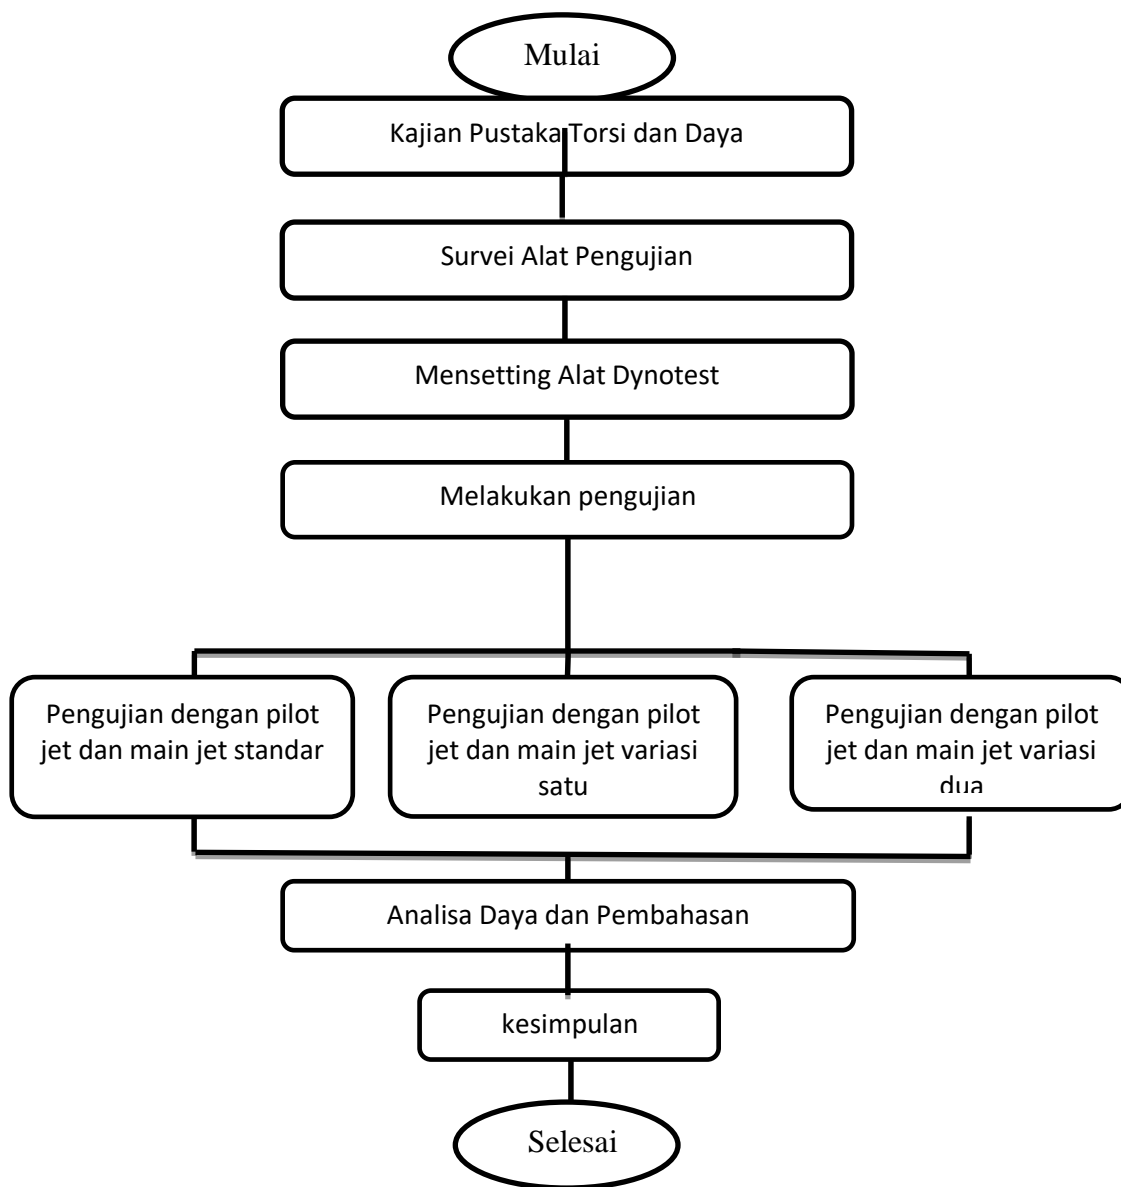 Mulai
Kajian Pustaka Torsi dan Daya
Survei Alat Pengujian
Mensetting Alat Dynotest
Melakukan pengujian
Pengujian dengan pilot
jet dan main jet standar
Pengujian dengan pilot
jet dan main jet variasi
satu
Pengujian dengan pilot
jet dan main jet variasi
dua
Analisa Daya dan Pembahasan
kesimpulan
Selesai